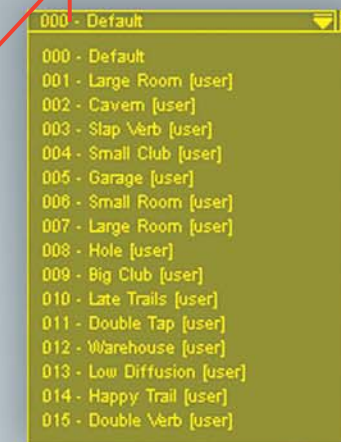 000 - Default
000 - Default
001 - Large Room [user]
002 - Cavern [user]
003 - Slap Verb [user]
004 - Small Club [user]
005 - Garage [user]
006 - Small Room [user]
007 - Large Room [user]
008 - Hole [user]
009 - Big Club [user]
010 - Late Trails [user]
011 - Double Tap [user]
012 - Warehouse [user]
013 - Low Diffusion [user]
014 - Happy Trail [user]
015 - Double Verb [user]